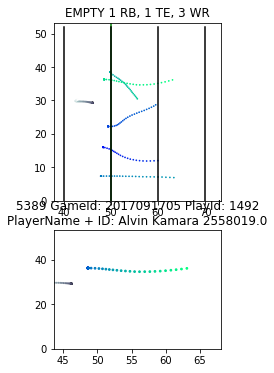 EMPTY 1 RB, 1 TE, 3 WR
50
40
30
20
10
0
40 50 60 70
5389 GameId: 2017091705 PlayId: 1492
PlayerName + ID: Alvin Kamara 2558019.0
40
20
0
45 50 55 60 65